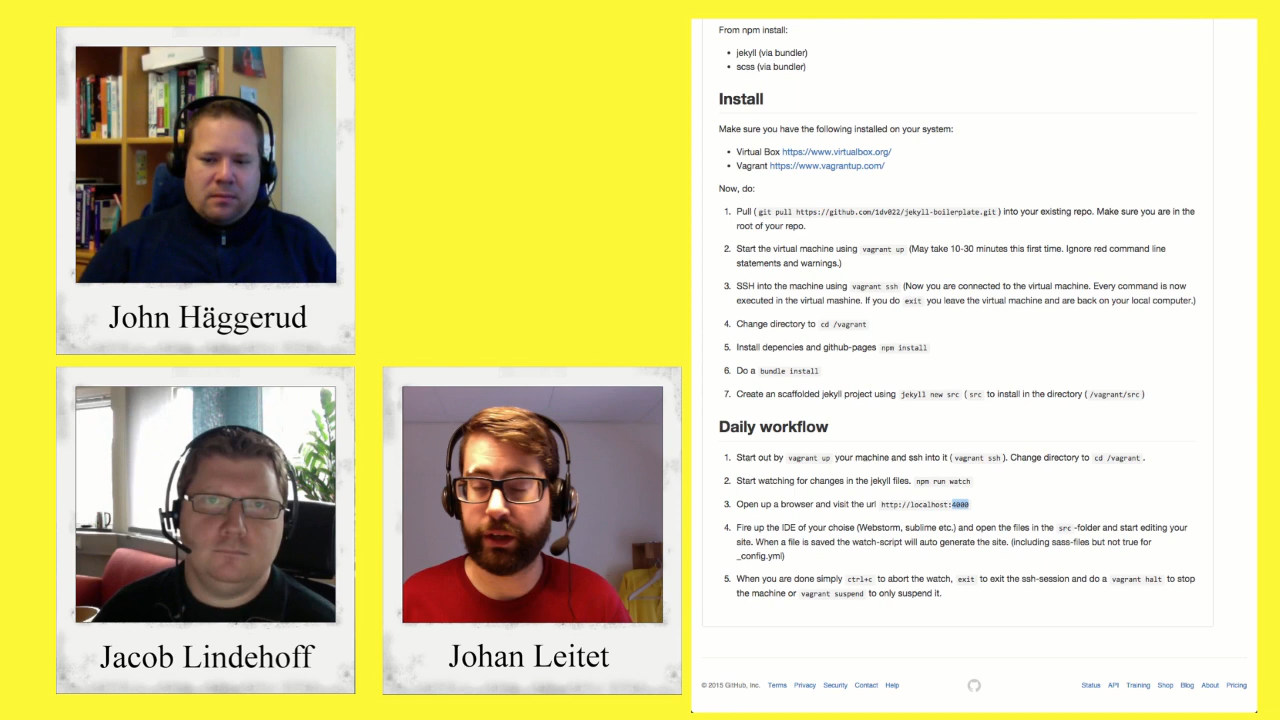 John Häggerud
Jacob Lindehoff
Johan Leitet
From npm install:
• jekyll (via bundler)
• scss (via bundler)
Install
Make sure you have the following installed on your system:
• Virtual Box https://www.virtualbox.org/
• Vagrant https://www.vagrantup.com/
Now, do:
1. Pull ( git pull https://github.com/1dv022/jekyll-boilerplate.git ) into your existing repo. Make sure you are in the
root of your repo.
2. Start the virtual machine using vagrant up (May take 10-30 minutes this first time. Ignore red command line
statements and warnings.)
3. SSH into the machine using vagrant ssh (Now you are connected to the virtual machine. Every command is now
executed in the virtual mashine. If you do exit you leave the virtual machine and are back on your local computer.)
4. Change directory to cd /vagrant
5. Install depencies and github-pages npm install
6. Do a bundle install
7. Create an scaffolded jekyll project using jekyll new src ( src to install in the directory ( /vagrant/src )
Daily workflow
1. Start out by vagrant up your machine and ssh into it ( vagrant ssh ). Change directory to cd /vagrant .
2. Start watching for changes in the jekyll files. npm run watch
3. Open up a browser and visit the url http://localhost:4000
4. Fire up the IDE of your choise (Webstorm, sublime etc.) and open the files in the src -folder and start editing your
site. When a file is saved the watch-script will auto generate the site. (including sass-files but not true for
_config.yml)
5. When you are done simply ctrl+c to abort the watch, exit to exit the ssh-session and do a vagrant halt to stop
the machine or vagrant suspend to only suspend it.
© 2015 GitHub, Inc. Terms Privacy Security Contact Help
Status API Training Shop Blog About Pricing